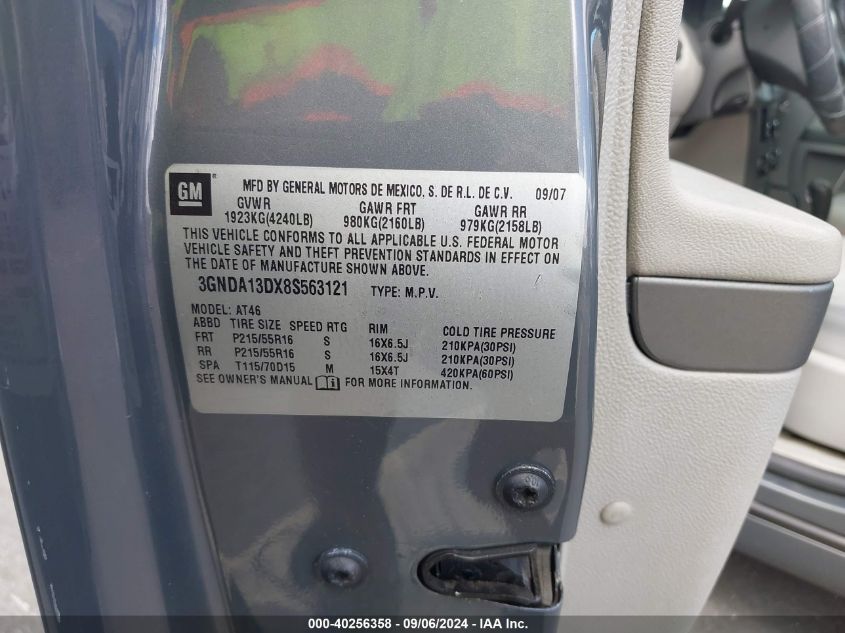 GM
MFD BY GENERAL MOTORS DE MEXICO, S. DE R.L. DE C.V. 09/07
GVWR GAWR FRT GAWR RR
1923KG(4240LB) 980KG(2160LB) 979KG(2158LB)
THIS VEHICLE CONFORMS TO ALL APPLICABLE U.S. FEDERAL MOTOR
VEHICLE SAFETY AND THEFT PREVENTION STANDARDS IN EFFECT ON
THE DATE OF MANUFACTURE SHOWN ABOVE.
3GNDA13DX8S563121 TYPE: M.P.V.
MODEL: AT46
ABBD TIRE SIZE SPEED RTG RIM COLD TIRE PRESSURE
FRT P215/55R16 S 16X6.5J 210KPA(30PSI)
RR P215/55R16 S 16X6.5J 210KPA(30PSI)
SPA T115/70D15 M 15X4T 420KPA(60PSI)
SEE OWNER'S MANUAL FOR MORE INFORMATION.
000-40256358 - 09/06/2024 - IAA Inc.